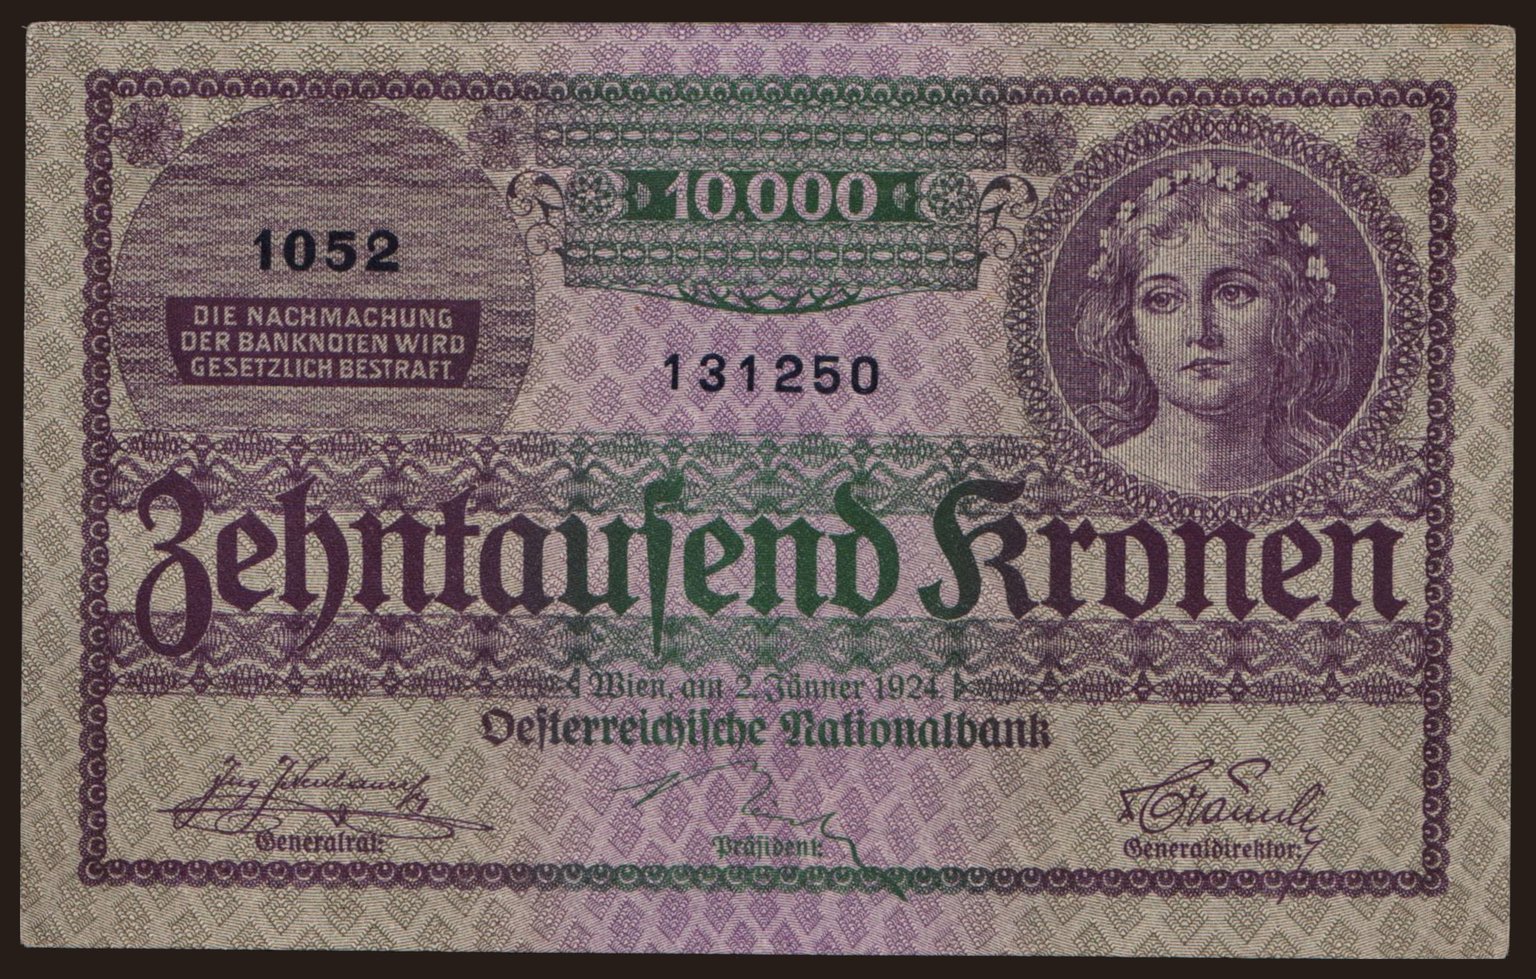 10.000
1052
DIE NACHMACHUNG
DER BANKNOTEN WIRD
GESETZLICH BESTRAFT.
131250
Zehntauſend Kronen
Wien, am 2. Jänner 1924.
Oeſterreichiſche Nationalbank
Generalrat:
Präſident:
Generaldirektor: